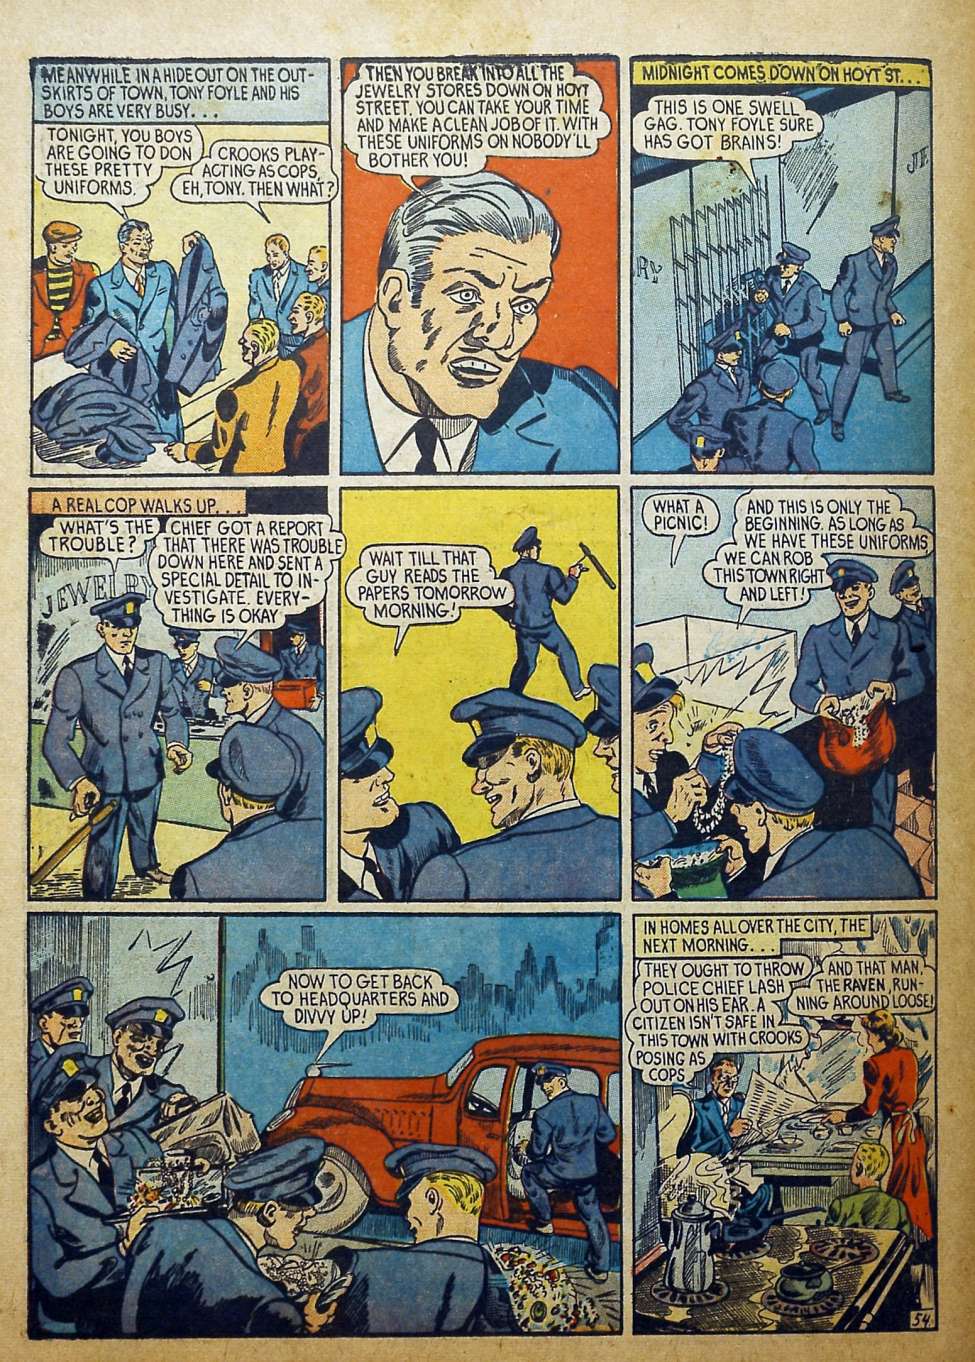 MEANWHILE IN A HIDE OUT ON THE OUT-
SKIRTS OF TOWN, TONY FOYLE AND HIS
BOYS ARE VERY BUSY. . .
TONIGHT, YOU BOYS
ARE GOING TO DON
THESE PRETTY
UNIFORMS.
CROOKS PLAY-
ACTING AS COPS,
EH, TONY. THEN WHAT?
THEN YOU BREAK INTO ALL THE
JEWELRY STORES DOWN ON HOYT
STREET. YOU CAN TAKE YOUR TIME
AND MAKE A CLEAN JOB OF IT. WITH
THESE UNIFORMS ON NOBODY'LL
BOTHER YOU!
MIDNIGHT COMES DOWN ON HOYT ST. . .
THIS IS ONE SWELL
GAG. TONY FOYLE SURE
HAS GOT BRAINS!
RY
A REAL COP WALKS UP. . .
WHAT'S THE
TROUBLE?
CHIEF GOT A REPORT
THAT THERE WAS TROUBLE
DOWN HERE AND SENT A
SPECIAL DETAIL TO IN-
VESTIGATE. EVERY-
THING IS OKAY
JEWELRY
WAIT TILL THAT
GUY READS THE
PAPERS TOMORROW
MORNING!
WHAT A
PICNIC!
AND THIS IS ONLY THE
BEGINNING. AS LONG AS
WE HAVE THESE UNIFORMS
WE CAN ROB
THIS TOWN RIGHT
AND LEFT!
NOW TO GET BACK
TO HEADQUARTERS AND
DIVVY UP!
IN HOMES ALL OVER THE CITY, THE
NEXT MORNING. . .
THEY OUGHT TO THROW
POLICE CHIEF LASH
OUT ON HIS EAR. A
CITIZEN ISN'T SAFE IN
THIS TOWN WITH CROOKS
POSING AS
COPS
AND THAT MAN,
THE RAVEN, RUN-
NING AROUND LOOSE!
54